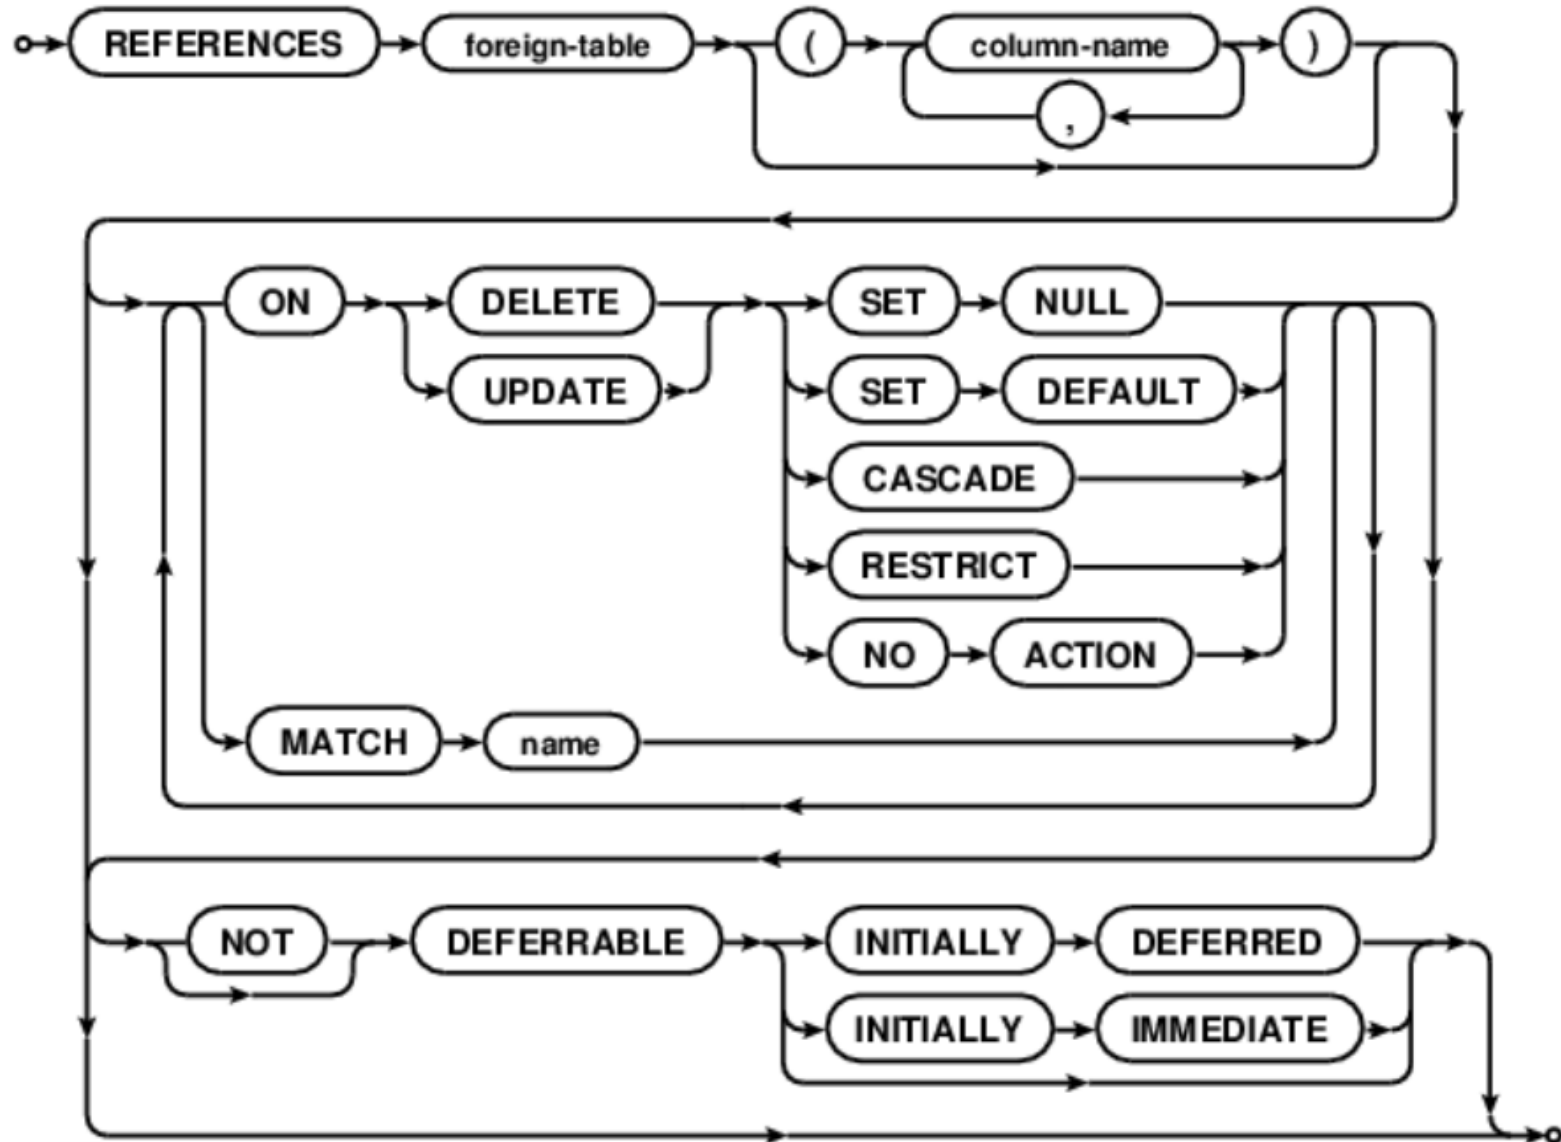 REFERENCES foreign-table ( column-name )
,
ON DELETE SET NULL
UPDATE SET DEFAULT
CASCADE
RESTRICT
NO ACTION
MATCH name
NOT DEFERRABLE INITIALLY DEFERRED
INITIALLY IMMEDIATE